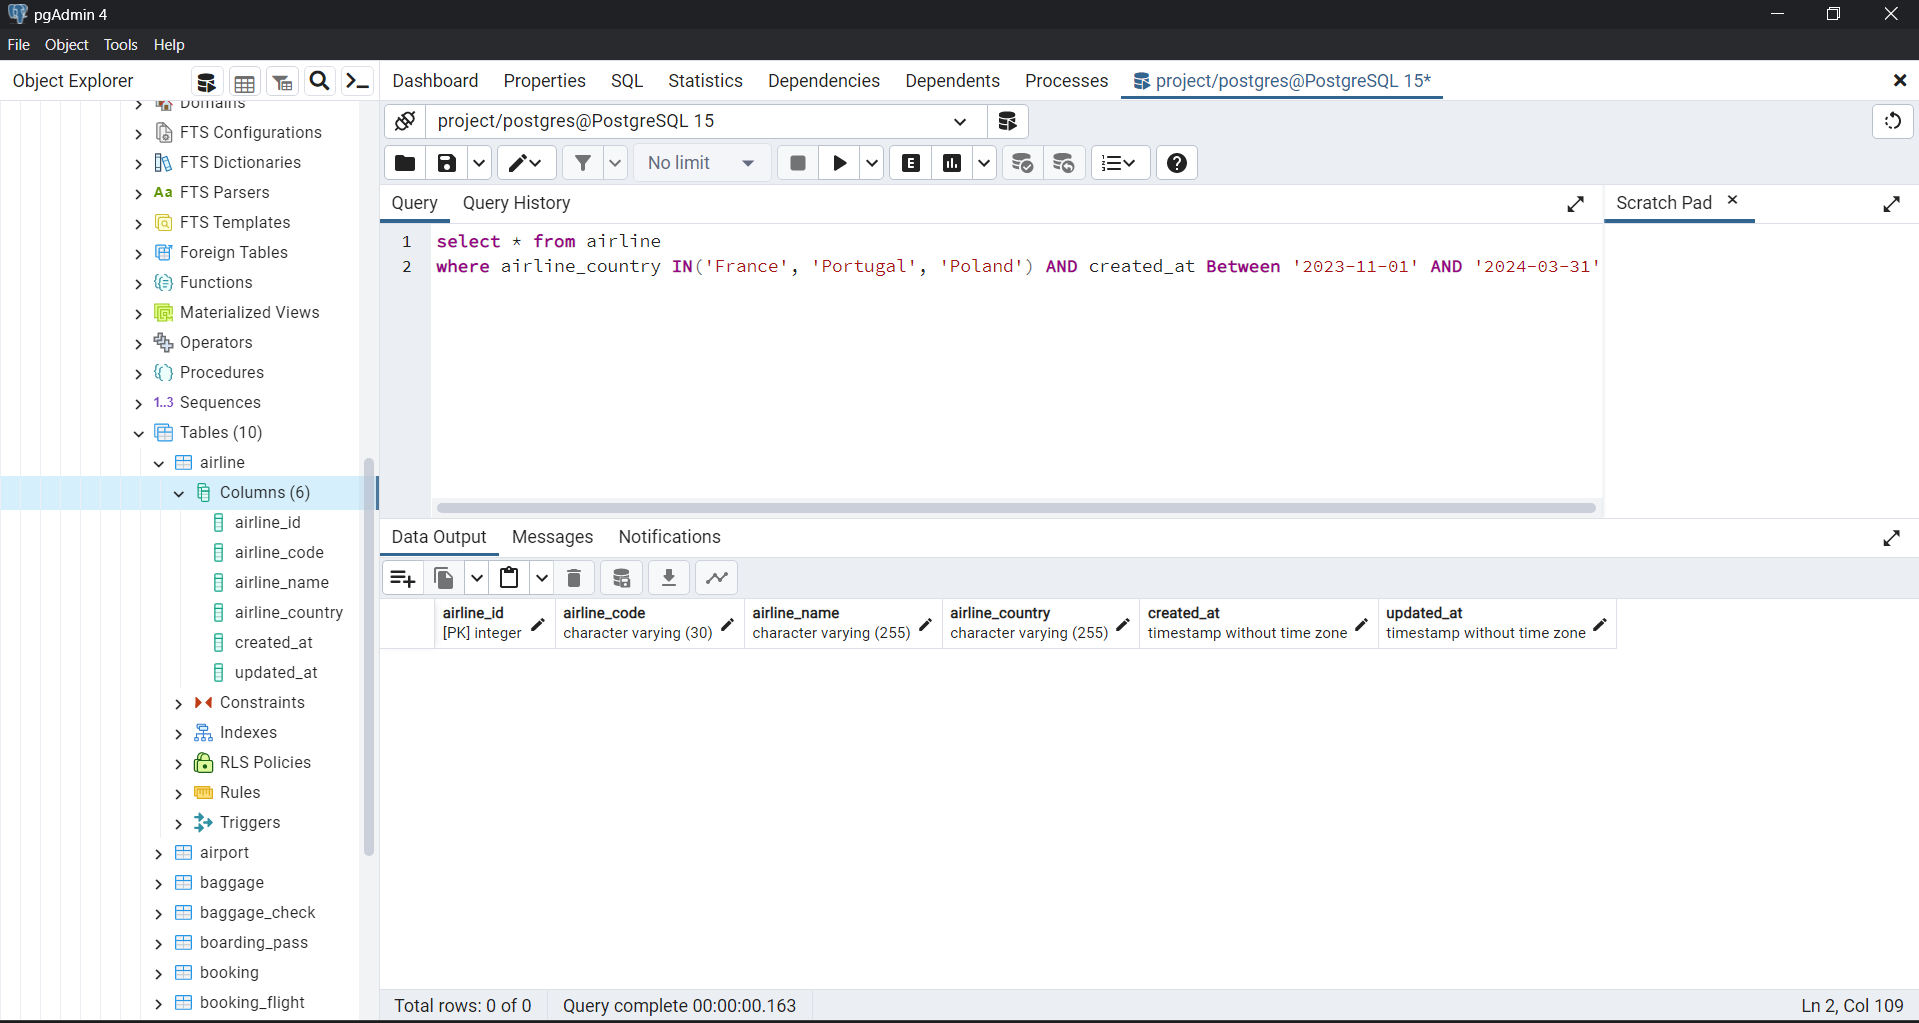 pgAdmin 4
File Object Tools Help
Object Explorer
Dashboard Properties SQL Statistics Dependencies Dependents Processes project/postgres@PostgreSQL 15*
project/postgres@PostgreSQL 15
No limit
Query Query History
Scratch Pad
1 select * from airline
2 where airline_country IN('France', 'Portugal', 'Poland') AND created_at Between '2023-11-01' AND '2024-03-31'
Domains
FTS Configurations
FTS Dictionaries
Aa FTS Parsers
FTS Templates
Foreign Tables
Functions
Materialized Views
Operators
Procedures
1..3 Sequences
Tables (10)
airline
Columns (6)
airline_id
airline_code
airline_name
airline_country
created_at
updated_at
Constraints
Indexes
RLS Policies
Rules
Triggers
airport
baggage
baggage_check
boarding_pass
booking
booking_flight
Data Output Messages Notifications
airline_id airline_code airline_name airline_country created_at updated_at
[PK] integer character varying (30) character varying (255) character varying (255) timestamp without time zone timestamp without time zone
Total rows: 0 of 0 Query complete 00:00:00.163 Ln 2, Col 109